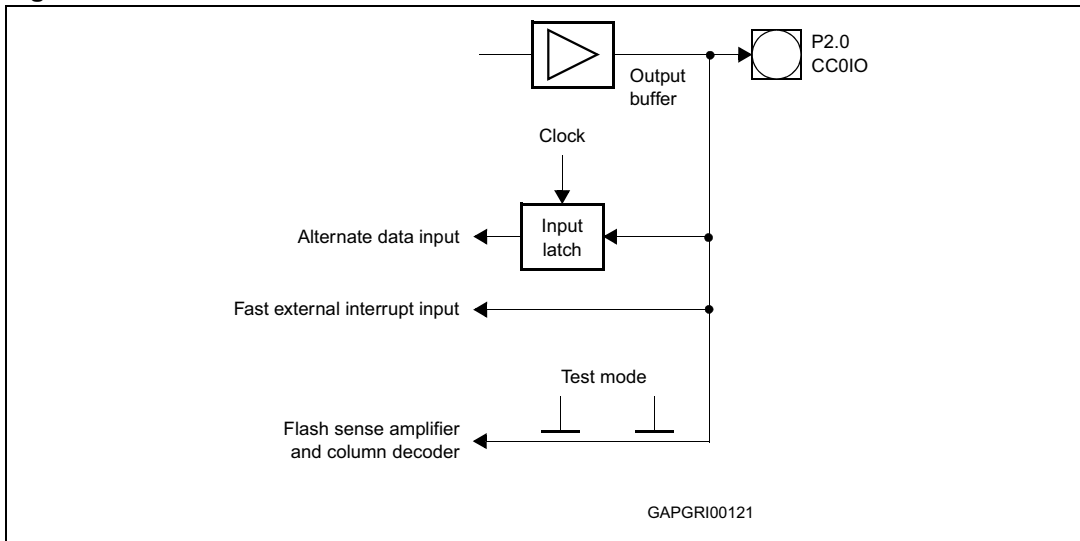 P2.0
CC0IO
Output
buffer
Clock
Input
latch
Alternate data input
Fast external interrupt input
Test mode
Flash sense amplifier
and column decoder
GAPGRI00121